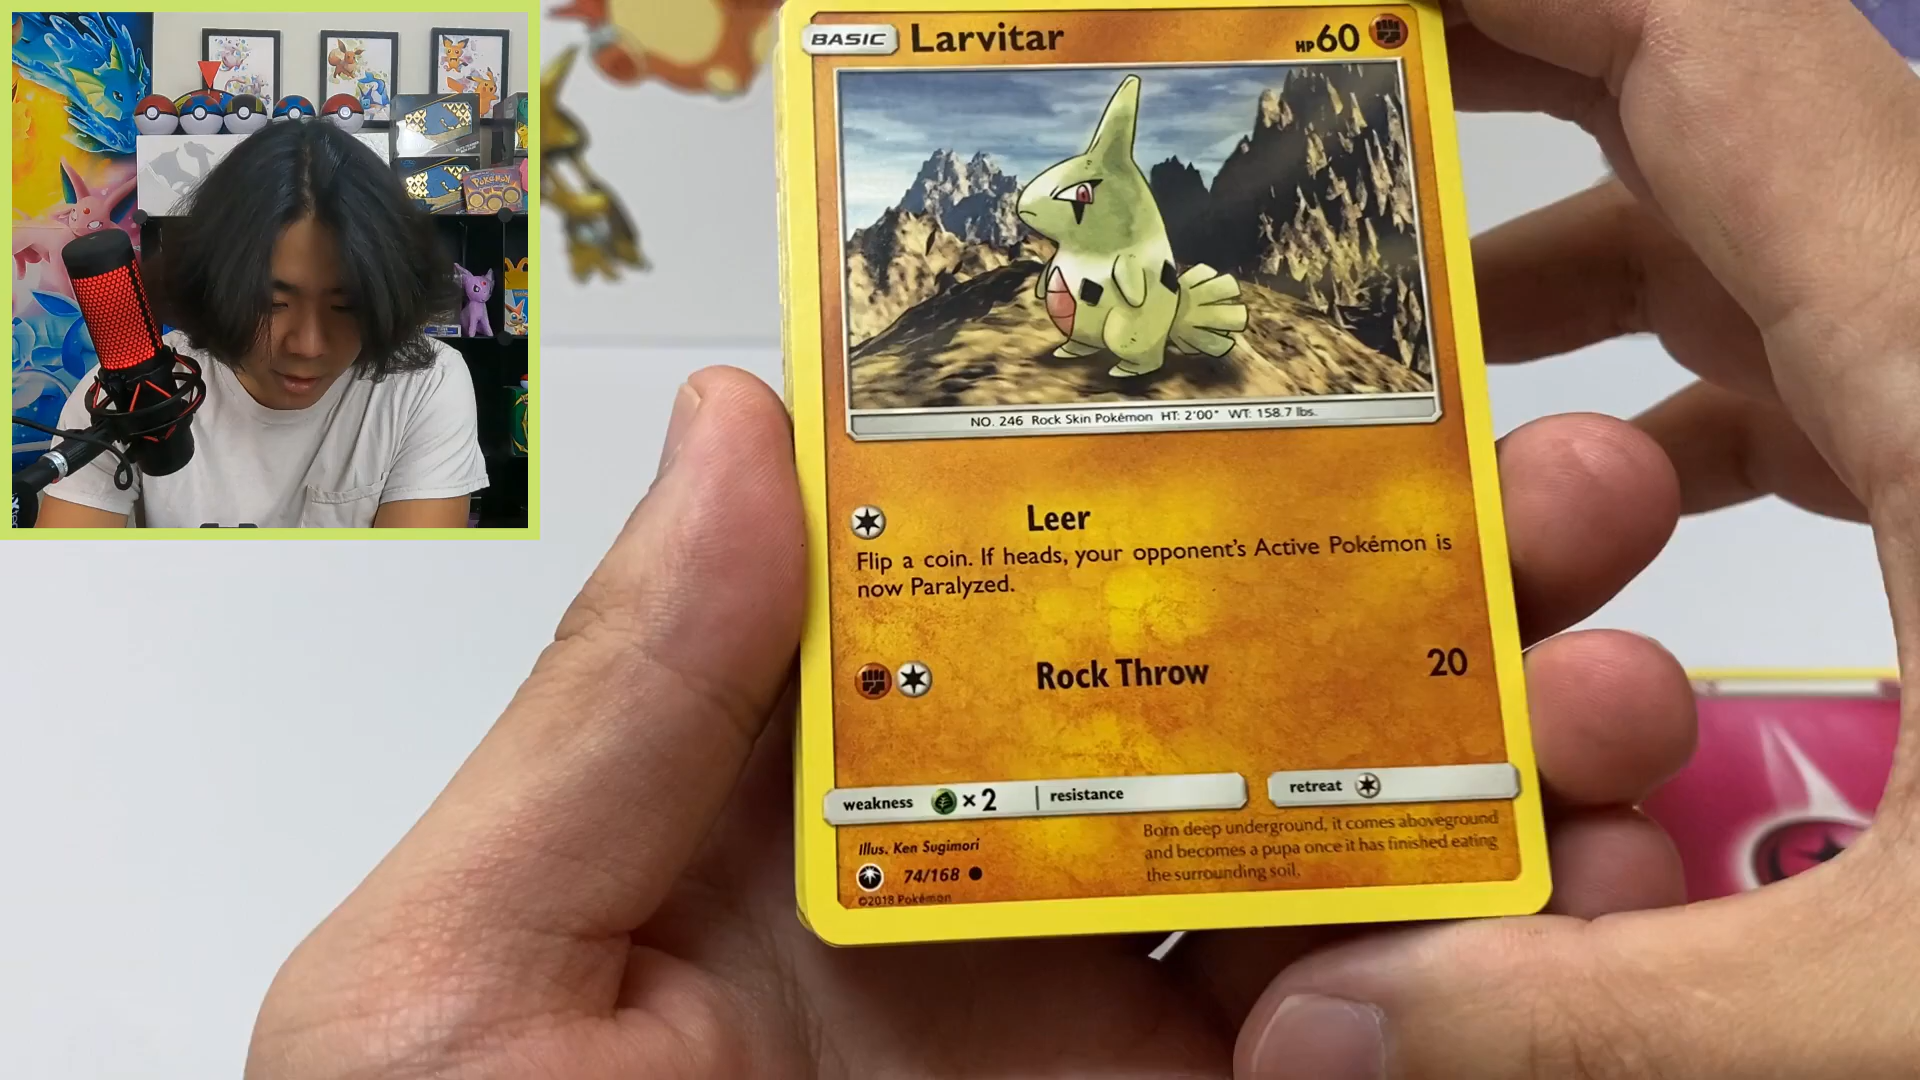 BASIC Larvitar HP60
NO. 246 Rock Skin Pokémon HT: 2'00" WT: 158.7 lbs.
Leer
Flip a coin. If heads, your opponent's Active Pokémon is
now Paralyzed.
Rock Throw 20
weakness ×2 resistance retreat
Illus. Ken Sugimori
74/168
©2018 Pokémon
Born deep underground, it comes aboveground
and becomes a pupa once it has finished eating
the surrounding soil.
POKéMON